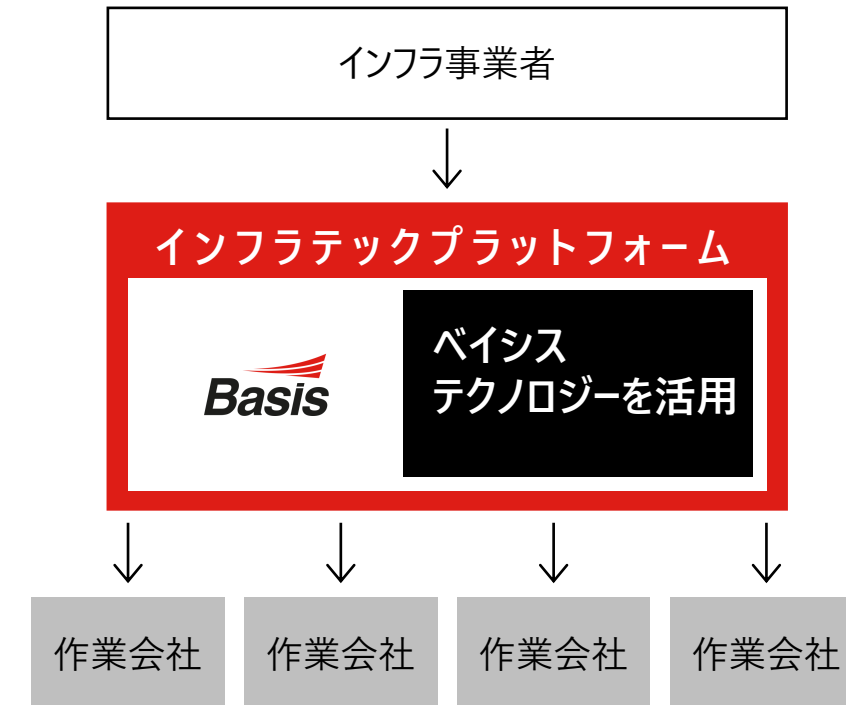 インフラ事業者
インフラテックプラットフォーム
Basis
ベイシス
テクノロジーを活用
作業会社
作業会社
作業会社
作業会社